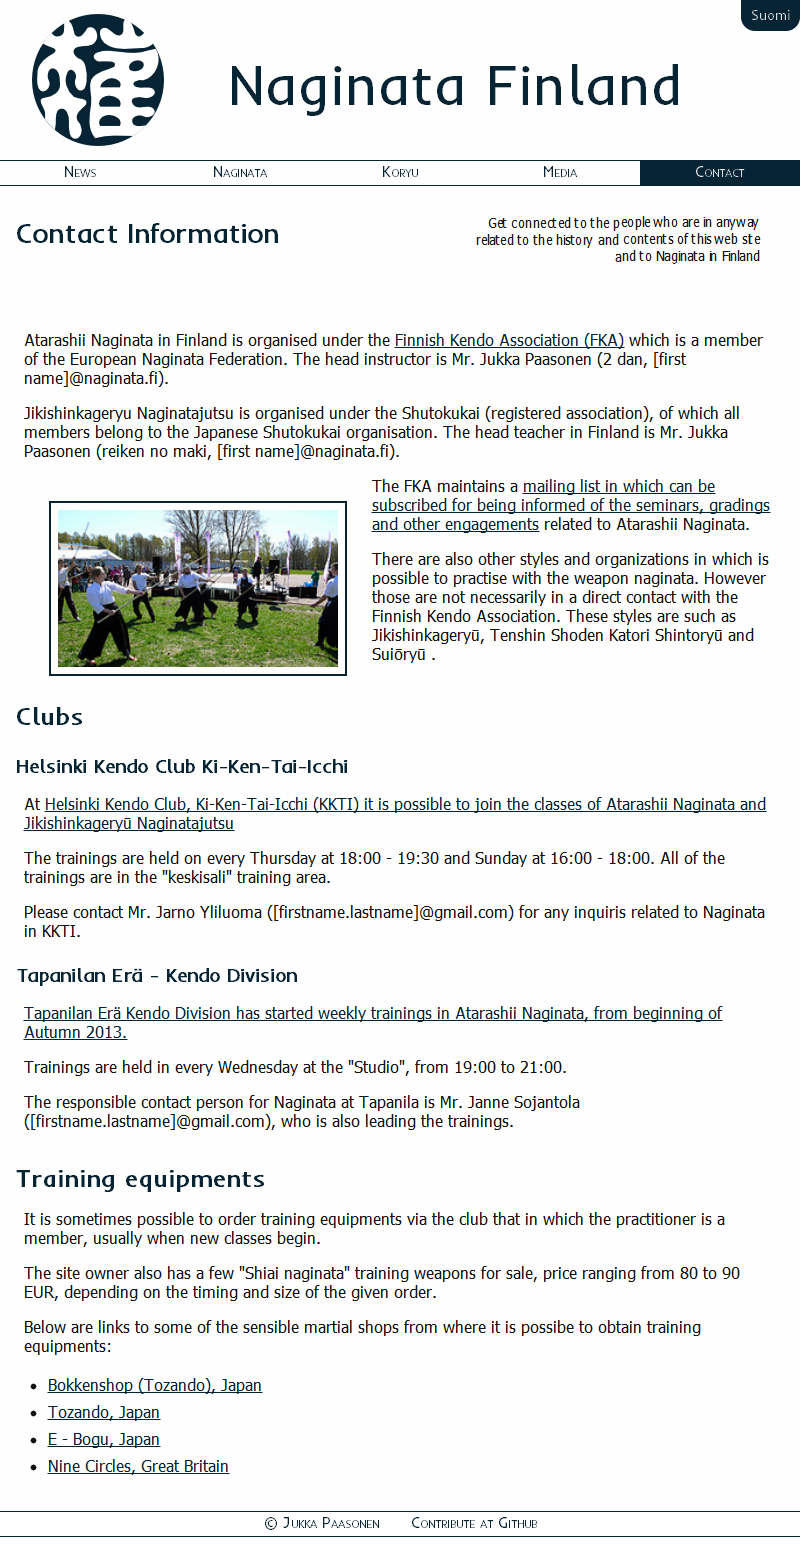 Suomi
Naginata Finland
News Naginata Koryu Media Contact
Contact Information
Get connected to the people who are in anyway
related to the history and contents of this web site
and to Naginata in Finland
Atarashii Naginata in Finland is organised under the Finnish Kendo Association (FKA) which is a member
of the European Naginata Federation. The head instructor is Mr. Jukka Paasonen (2 dan, [first
name]@naginata.fi).
Jikishinkageryu Naginatajutsu is organised under the Shutokukai (registered association), of which all
members belong to the Japanese Shutokukai organisation. The head teacher in Finland is Mr. Jukka
Paasonen (reiken no maki, [first name]@naginata.fi).
The FKA maintains a mailing list in which can be
subscribed for being informed of the seminars, gradings
and other engagements related to Atarashii Naginata.
There are also other styles and organizations in which is
possible to practise with the weapon naginata. However
those are not necessarily in a direct contact with the
Finnish Kendo Association. These styles are such as
Jikishinkageryū, Tenshin Shoden Katori Shintoryū and
Suiōryū .
Clubs
Helsinki Kendo Club Ki-Ken-Tai-Icchi
At Helsinki Kendo Club, Ki-Ken-Tai-Icchi (KKTI) it is possible to join the classes of Atarashii Naginata and
Jikishinkageryū Naginatajutsu
The trainings are held on every Thursday at 18:00 - 19:30 and Sunday at 16:00 - 18:00. All of the
trainings are in the "keskisali" training area.
Please contact Mr. Jarno Yliluoma ([firstname.lastname]@gmail.com) for any inquiris related to Naginata
in KKTI.
Tapanilan Erä - Kendo Division
Tapanilan Erä Kendo Division has started weekly trainings in Atarashii Naginata, from beginning of
Autumn 2013.
Trainings are held in every Wednesday at the "Studio", from 19:00 to 21:00.
The responsible contact person for Naginata at Tapanila is Mr. Janne Sojantola
([firstname.lastname]@gmail.com), who is also leading the trainings.
Training equipments
It is sometimes possible to order training equipments via the club that in which the practitioner is a
member, usually when new classes begin.
The site owner also has a few "Shiai naginata" training weapons for sale, price ranging from 80 to 90
EUR, depending on the timing and size of the given order.
Below are links to some of the sensible martial shops from where it is possibe to obtain training
equipments:
• Bokkenshop (Tozando), Japan
• Tozando, Japan
• E - Bogu, Japan
• Nine Circles, Great Britain
© Jukka Paasonen Contribute at Github